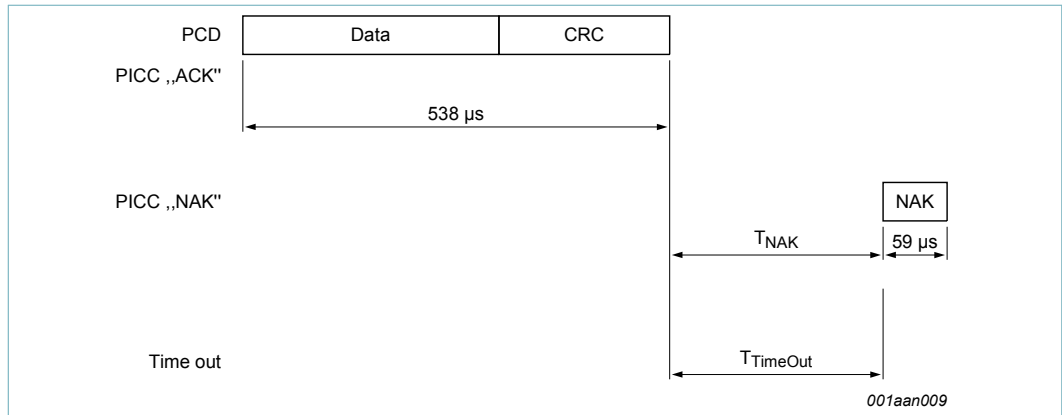 PCD Data CRC
PICC ,,ACK"
538 µs
PICC ,,NAK" NAK
TNAK 59 µs
Time out TTimeOut
001aan009